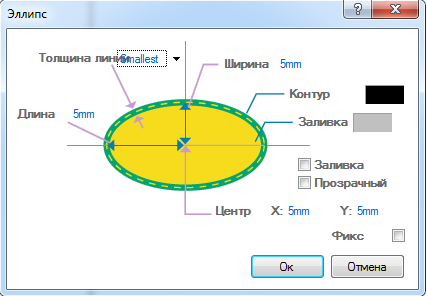 Эллипс
Толщина линии Smallest
Ширина 5mm
Контур
Длина 5mm
Заливка
Заливка
Прозрачный
Центр X: 5mm Y: 5mm
Фикс
Ок Отмена